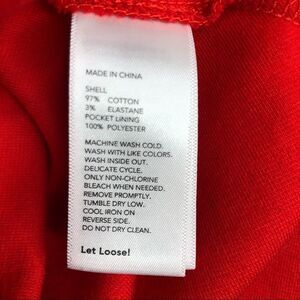 MADE IN CHINA
SHELL
97% COTTON
3% ELASTANE
POCKET LINING
100% POLYESTER
MACHINE WASH COLD.
WASH WITH LIKE COLORS.
WASH INSIDE OUT.
DELICATE CYCLE.
ONLY NON-CHLORINE
BLEACH WHEN NEEDED.
REMOVE PROMPTLY.
TUMBLE DRY LOW.
COOL IRON ON
REVERSE SIDE.
DO NOT DRY CLEAN.
Let Loose!